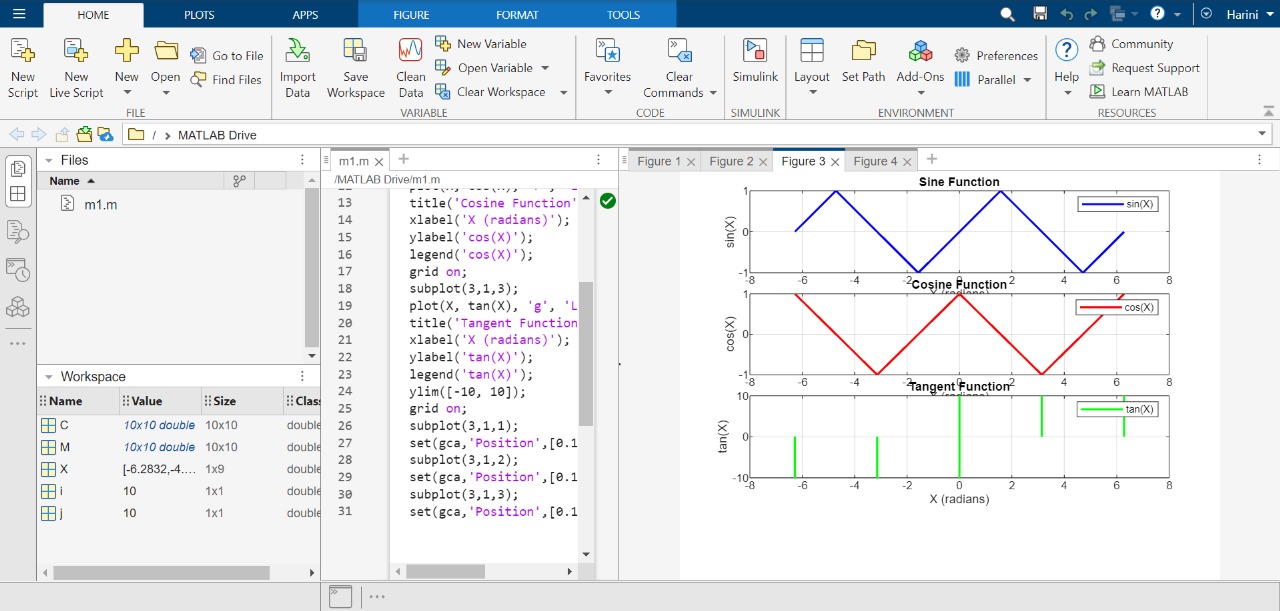 HOME PLOTS APPS FIGURE FORMAT TOOLS Harini
New Script
New Live Script
New
Open
Go to File
Find Files
FILE
Import Data
Save Workspace
Clean Data
New Variable
Open Variable
Clear Workspace
VARIABLE
Favorites
Clear Commands
CODE
Simulink
SIMULINK
Layout
Set Path
Add-Ons
Preferences
Parallel
ENVIRONMENT
Help
Community
Request Support
Learn MATLAB
RESOURCES
/ > MATLAB Drive
Files
Name
m1.m
Workspace
Name Value Size Class
C 10x10 double 10x10 double
M 10x10 double 10x10 double
X [-6.2832,-4.... 1x9 double
i 10 1x1 double
j 10 1x1 double
m1.m
/MATLAB Drive/m1.m
13 title('Cosine Function'
14 xlabel('X (radians)');
15 ylabel('cos(X)');
16 legend('cos(X)');
17 grid on;
18 subplot(3,1,3);
19 plot(X, tan(X), 'g', 'L
20 title('Tangent Function
21 xlabel('X (radians)');
22 ylabel('tan(X)');
23 legend('tan(X)');
24 ylim([-10, 10]);
25 grid on;
26 subplot(3,1,1);
27 set(gca,'Position',[0.1
28 subplot(3,1,2);
29 set(gca,'Position',[0.1
30 subplot(3,1,3);
31 set(gca,'Position',[0.1
Figure 1 Figure 2 Figure 3 Figure 4
Sine Function
sin(X)
1
0
-1
sin(X)
-8 -6 -4 -2 0 2 4 6 8
Cosine Function
cos(X)
1
0
-1
cos(X)
-8 -6 -4 -2 0 2 4 6 8
Tangent Function
tan(X)
10
0
-10
tan(X)
-8 -6 -4 -2 0 2 4 6 8
X (radians)